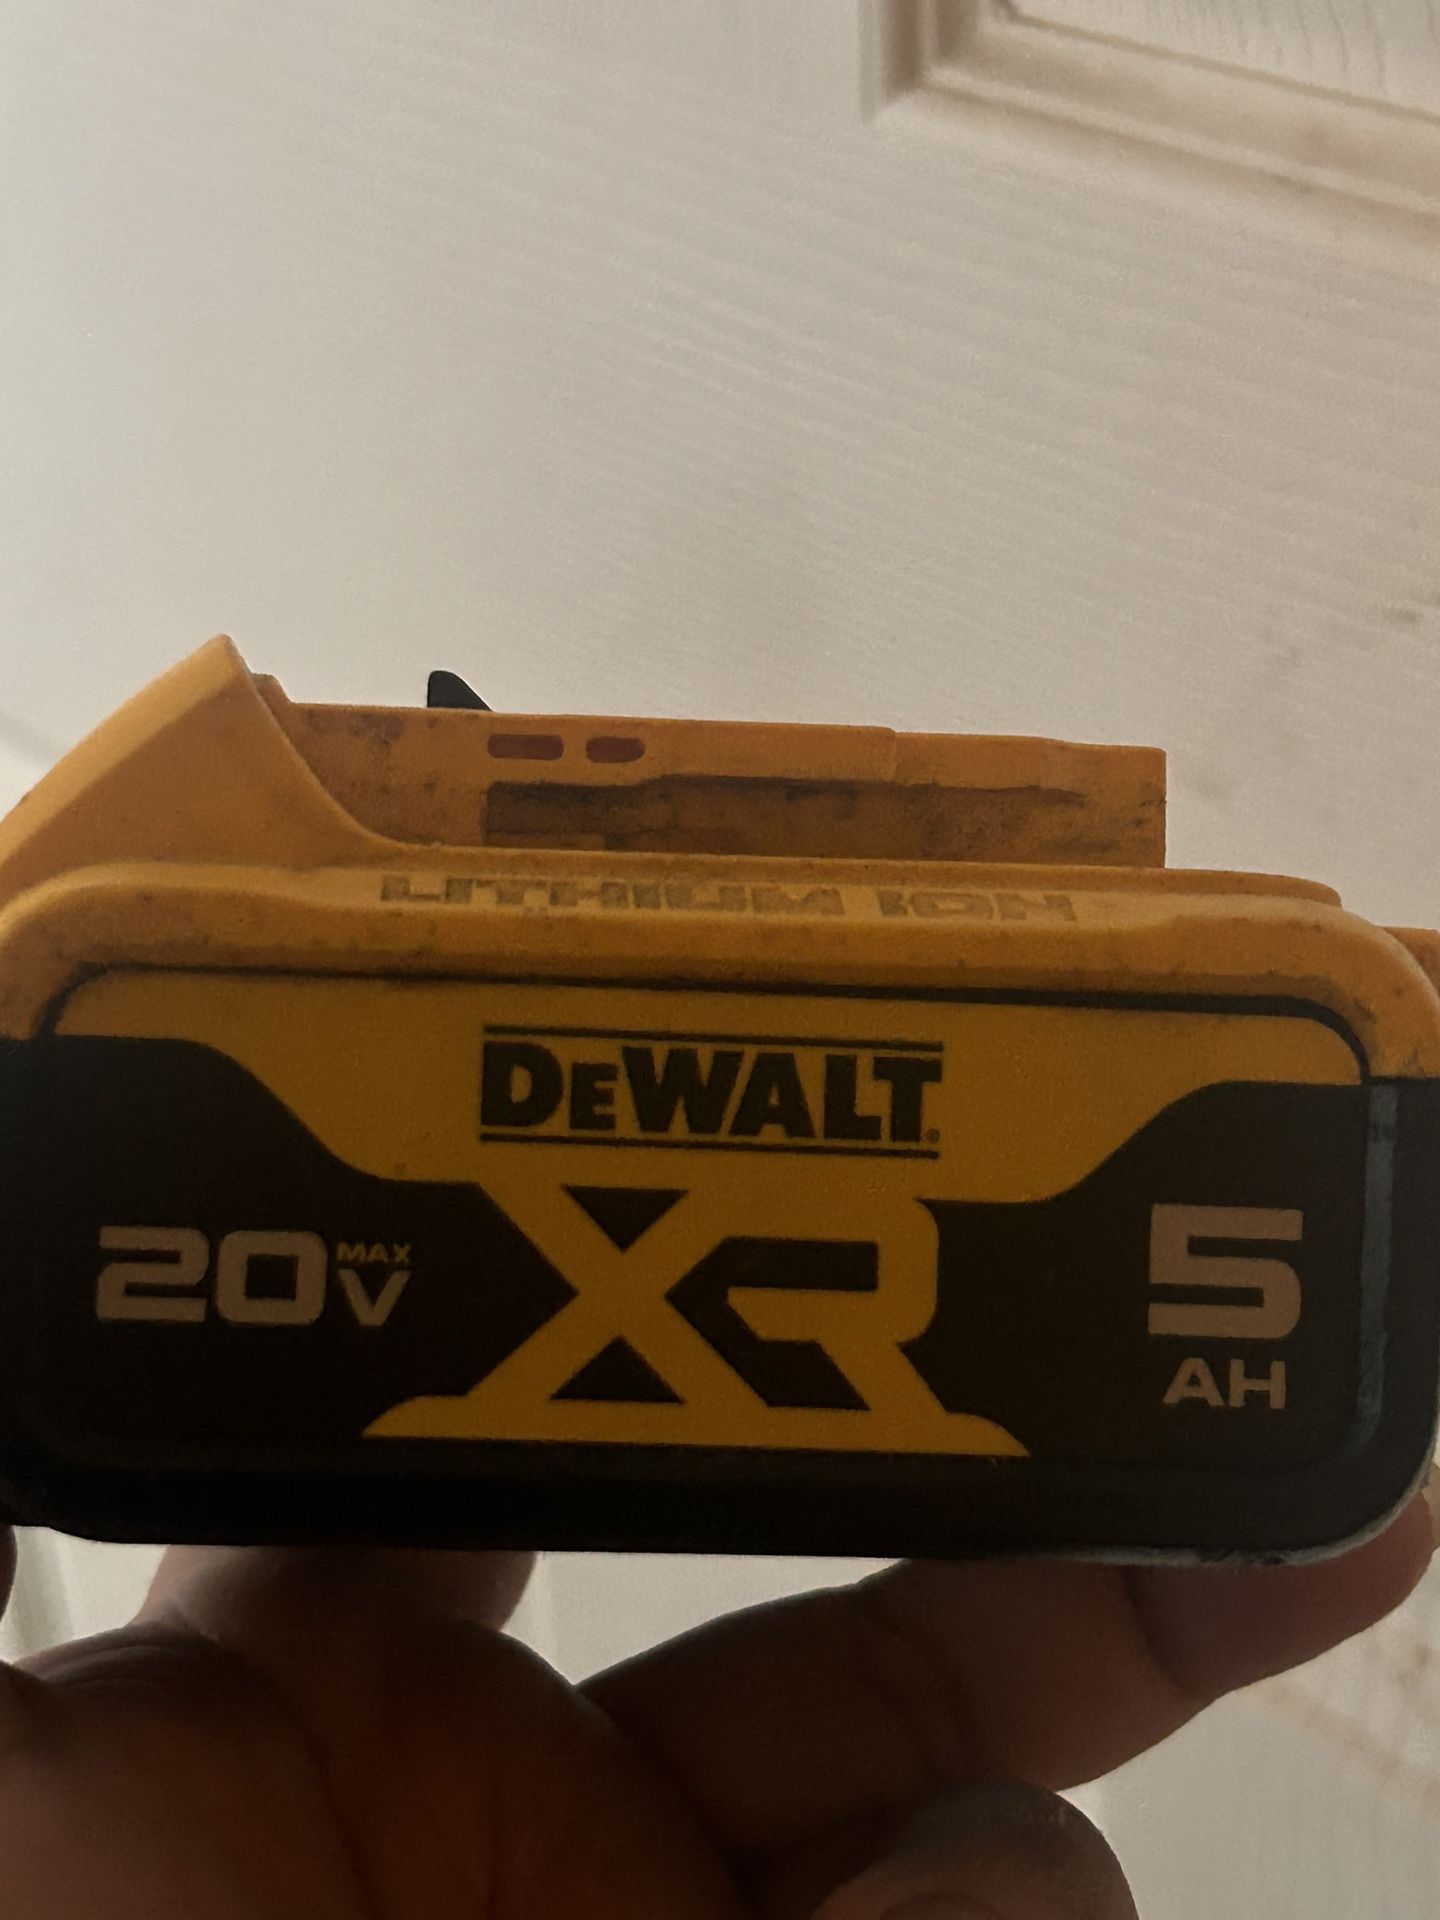 LITHIUM ION
DEWALT®
XR
20V MAX
5
AH